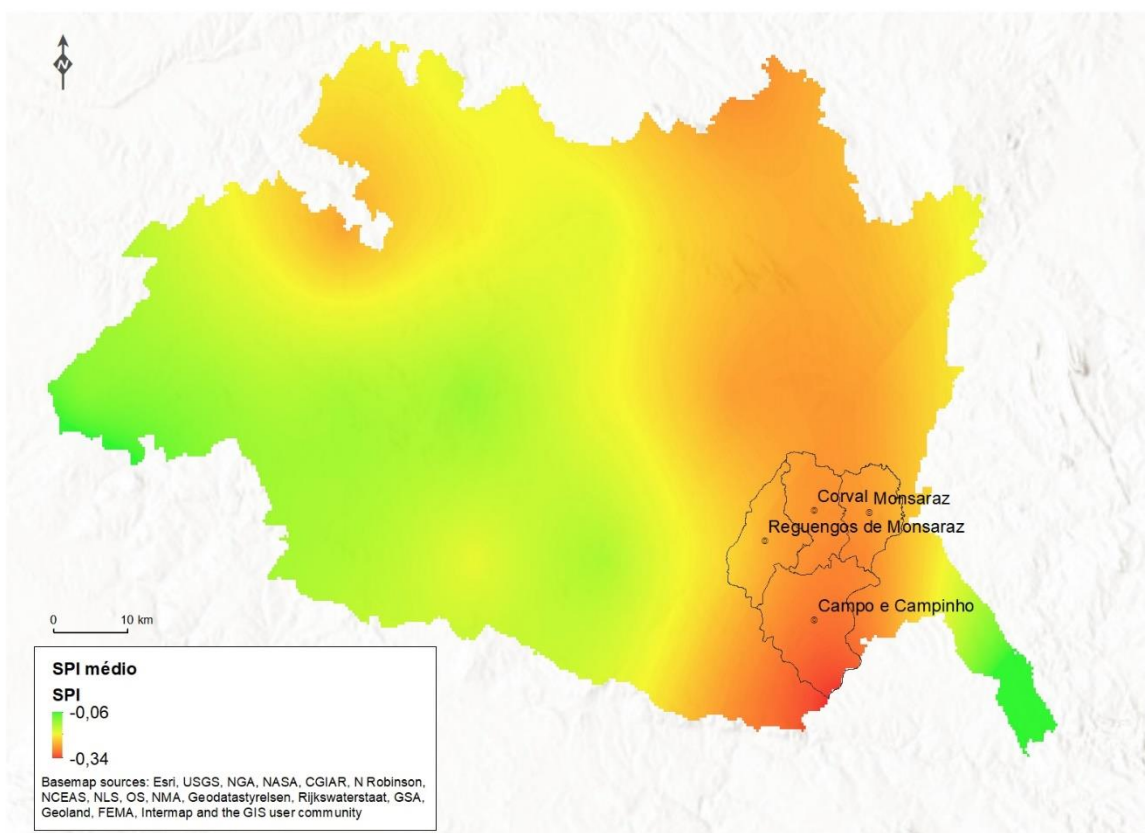 N
Corval
Monsaraz
Reguengos de Monsaraz
Campo e Campinho
0 10 km
SPI médio
SPI
-0,06
-0,34
Basemap sources: Esri, USGS, NGA, NASA, CGIAR, N Robinson,
NCEAS, NLS, OS, NMA, Geodatastyrelsen, Rijkswaterstaat, GSA,
Geoland, FEMA, Intermap and the GIS user community